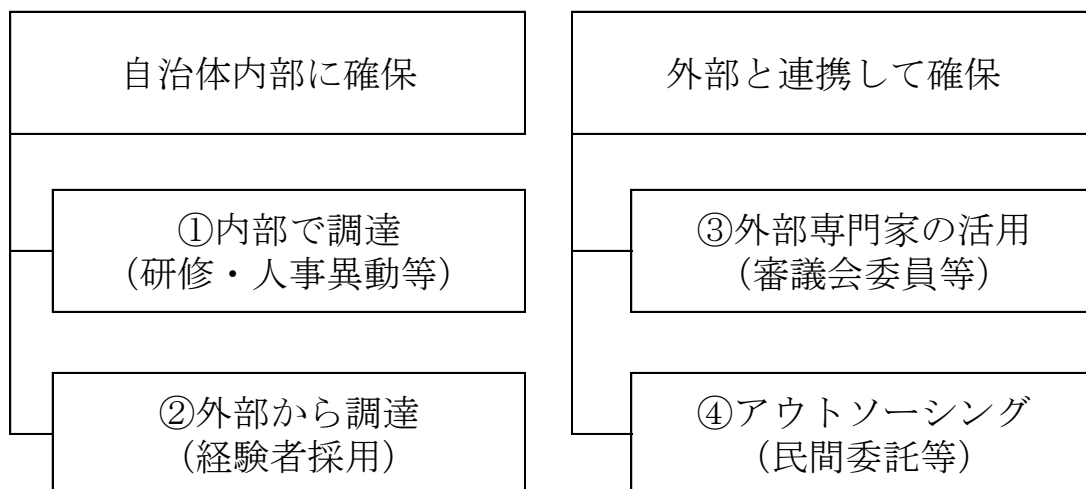 自治体内部に確保
①内部で調達
(研修・人事異動等)
②外部から調達
(経験者採用)
外部と連携して確保
③外部専門家の活用
(審議会委員等)
④アウトソーシング
(民間委託等)